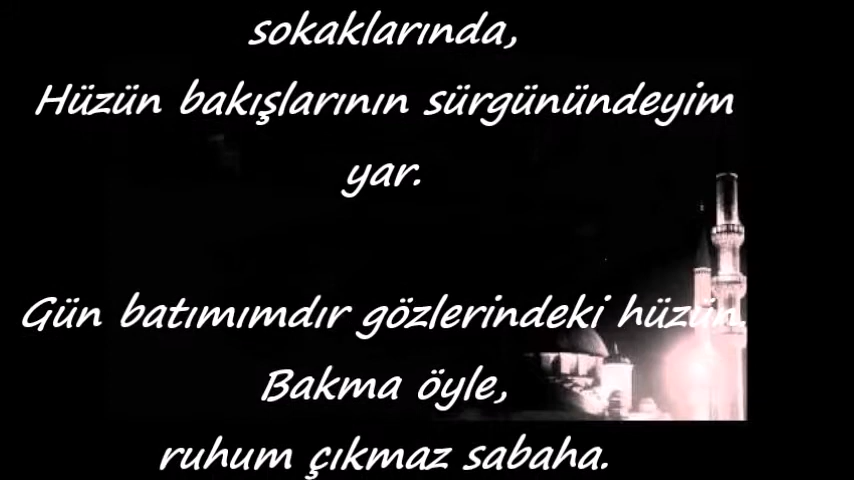 sokaklarında,
Hüzün bakışlarının sürgünündeyim
yar.
Gün batımımdır gözlerindeki hüzün.
Bakma öyle,
ruhum çıkmaz sabaha.